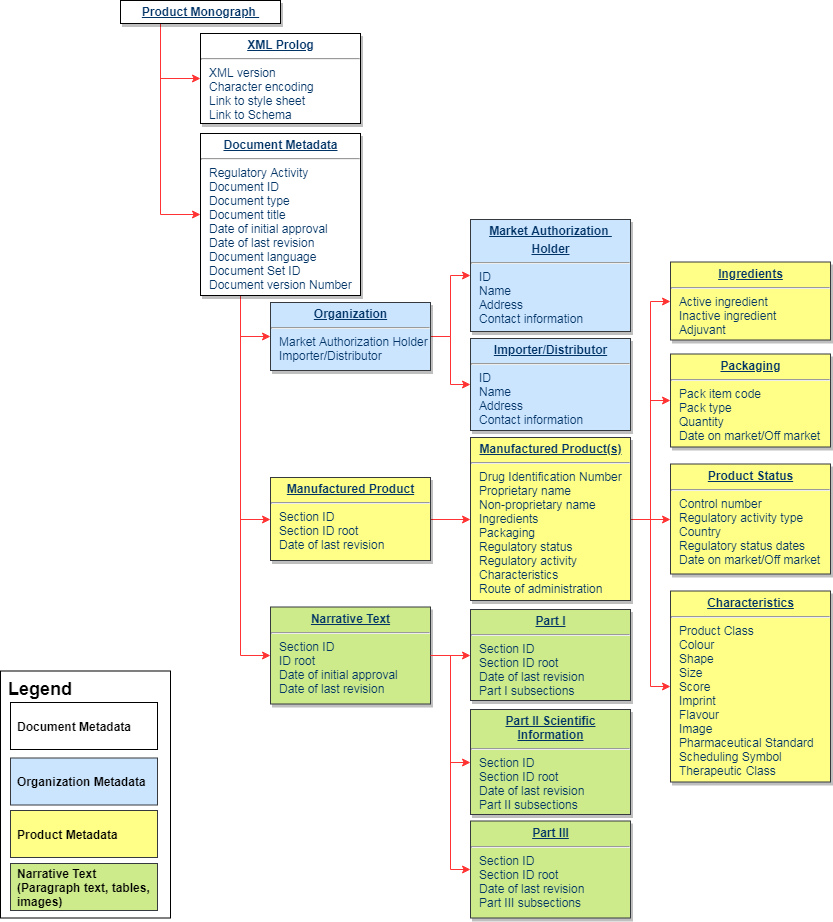 Product Monograph
XML Prolog
XML version
Character encoding
Link to style sheet
Link to Schema
Document Metadata
Regulatory Activity
Document ID
Document type
Document title
Date of initial approval
Date of last revision
Document language
Document Set ID
Document version Number
Organization
Market Authorization Holder
Importer/Distributor
Market Authorization
Holder
ID
Name
Address
Contact information
Importer/Distributor
ID
Name
Address
Contact information
Manufactured Product
Section ID
Section ID root
Date of last revision
Manufactured Product(s)
Drug Identification Number
Proprietary name
Non-proprietary name
Ingredients
Packaging
Regulatory status
Regulatory activity
Characteristics
Route of administration
Ingredients
Active ingredient
Inactive ingredient
Adjuvant
Packaging
Pack item code
Pack type
Quantity
Date on market/Off market
Product Status
Control number
Regulatory activity type
Country
Regulatory status dates
Date on market/Off market
Characteristics
Product Class
Colour
Shape
Size
Score
Imprint
Flavour
Image
Pharmaceutical Standard
Scheduling Symbol
Therapeutic Class
Narrative Text
Section ID
ID root
Date of initial approval
Date of last revision
Part I
Section ID
Section ID root
Date of last revision
Part I subsections
Part II Scientific
Information
Section ID
Section ID root
Date of last revision
Part II subsections
Part III
Section ID
Section ID root
Date of last revision
Part III subsections
Legend
Document Metadata
Organization Metadata
Product Metadata
Narrative Text
(Paragraph text, tables,
images)